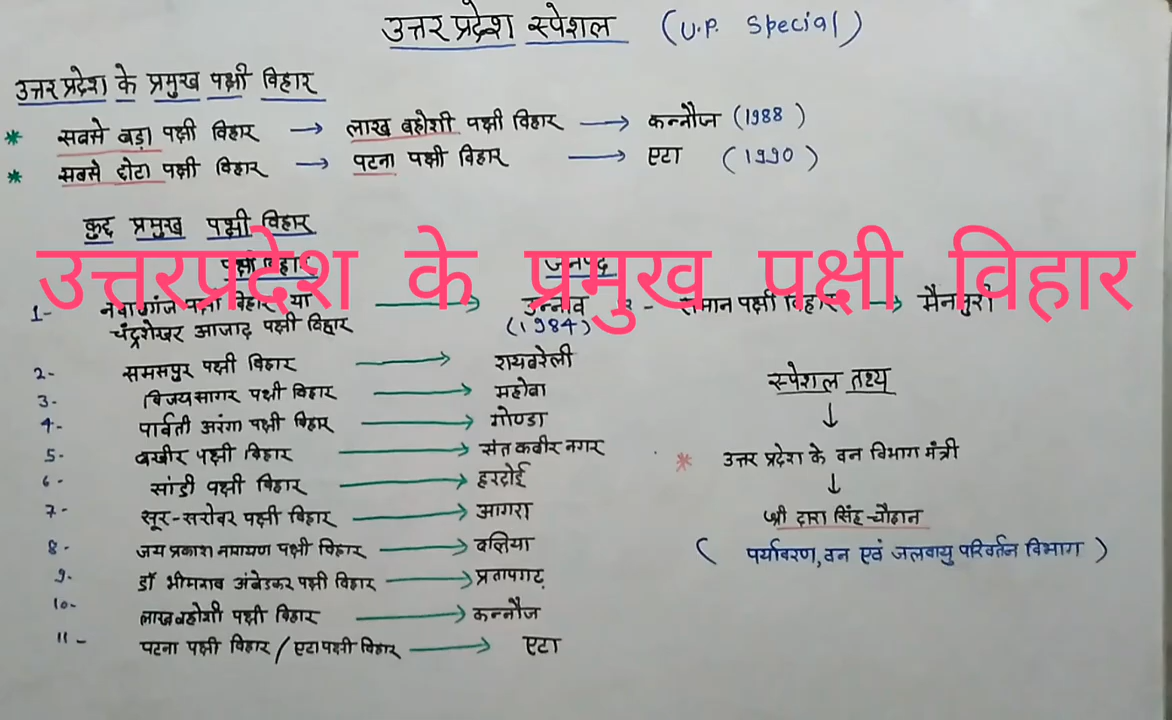 उत्तर प्रदेश स्पेशल (U.P. Special)
उत्तर प्रदेश के प्रमुख पक्षी विहार
* सबसे बड़ा पक्षी विहार → लाख बहोशी पक्षी विहार → कन्नौज (1988)
* सबसे छोटा पक्षी विहार → पटना पक्षी विहार → एटा (1990)
कुछ प्रमुख पक्षी विहार
उत्तरप्रदेश के प्रमुख पक्षी विहार
पक्षी विहार जनपद
1- नवाबगंज पक्षी विहार या → उन्नाव
चंद्रशेखर आजाद पक्षी विहार (1984)
समान पक्षी विहार → मैनपुरी
2- समसपुर पक्षी विहार → रायबरेली
3- विजय सागर पक्षी विहार → महोबा
4- पार्वती अरंगा पक्षी विहार → गोण्डा
5- बखीर पक्षी विहार → संत कबीर नगर
6- सांडी पक्षी विहार → हरदोई
7- सूर-सरोवर पक्षी विहार → आगरा
8- जय प्रकाश नारायण पक्षी विहार → बलिया
9- डॉ भीमराव अंबेडकर पक्षी विहार → प्रतापगढ़
10- लाख बहोशी पक्षी विहार → कन्नौज
11- पटना पक्षी विहार / एटा पक्षी विहार → एटा
स्पेशल तथ्य
↓
* उत्तर प्रदेश के वन विभाग मंत्री
↓
श्री दारा सिंह चौहान
( पर्यावरण, वन एवं जलवायु परिवर्तन विभाग )